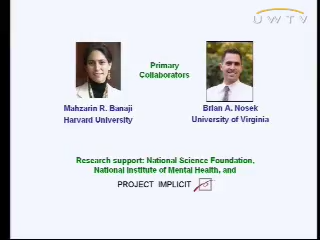 UWTV
Primary
Collaborators
Mahzarin R. Banaji
Harvard University
Brian A. Nosek
University of Virginia
Research support: National Science Foundation,
National Institute of Mental Health, and
PROJECT IMPLICIT